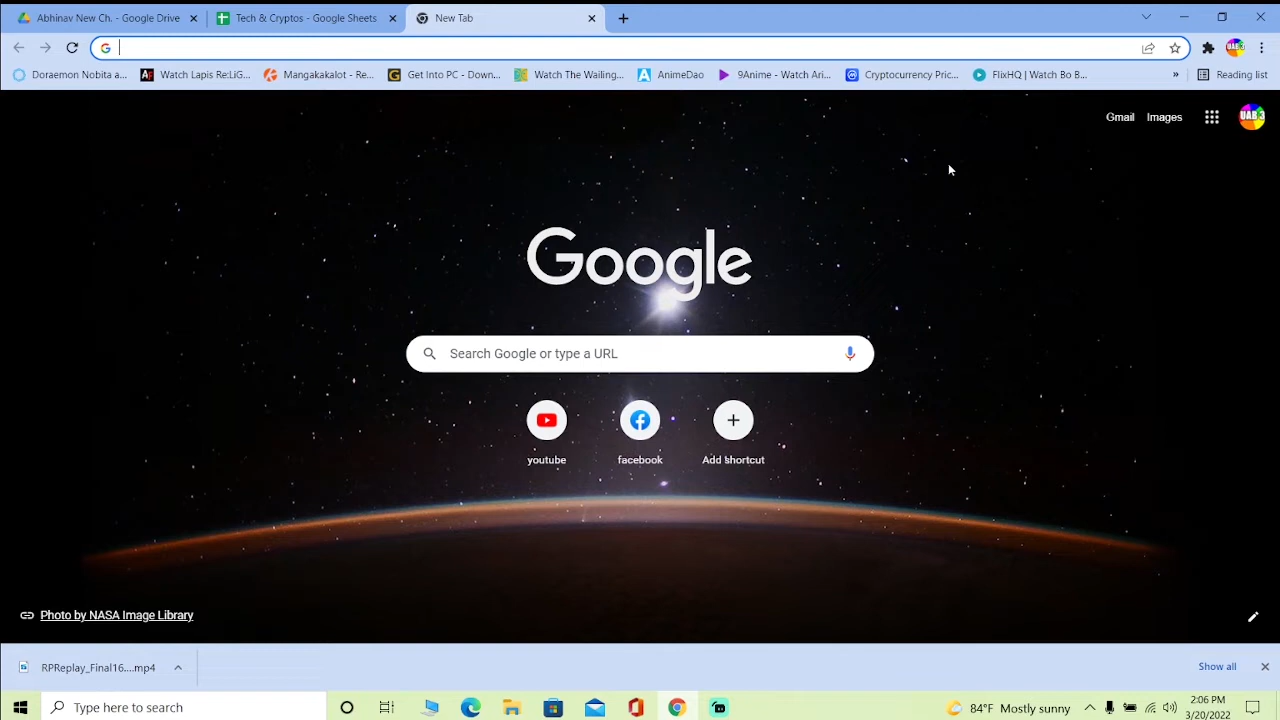 Abhinav New Ch. - Google Drive
Tech & Cryptos - Google Sheets
New Tab
Doraemon Nobita a...
Watch Lapis Re:LiG...
Mangakakalot - Re...
Get Into PC - Down...
Watch The Wailing...
AnimeDao
9Anime - Watch Ari...
Cryptocurrency Pric...
FlixHQ | Watch Bo B...
»
Reading list
Gmail
Images
UAB 3
Google
Search Google or type a URL
youtube
facebook
Add shortcut
Photo by NASA Image Library
RPReplay_Final16....mp4
Show all
Type here to search
84°F Mostly sunny
2:06 PM
3/20/2022